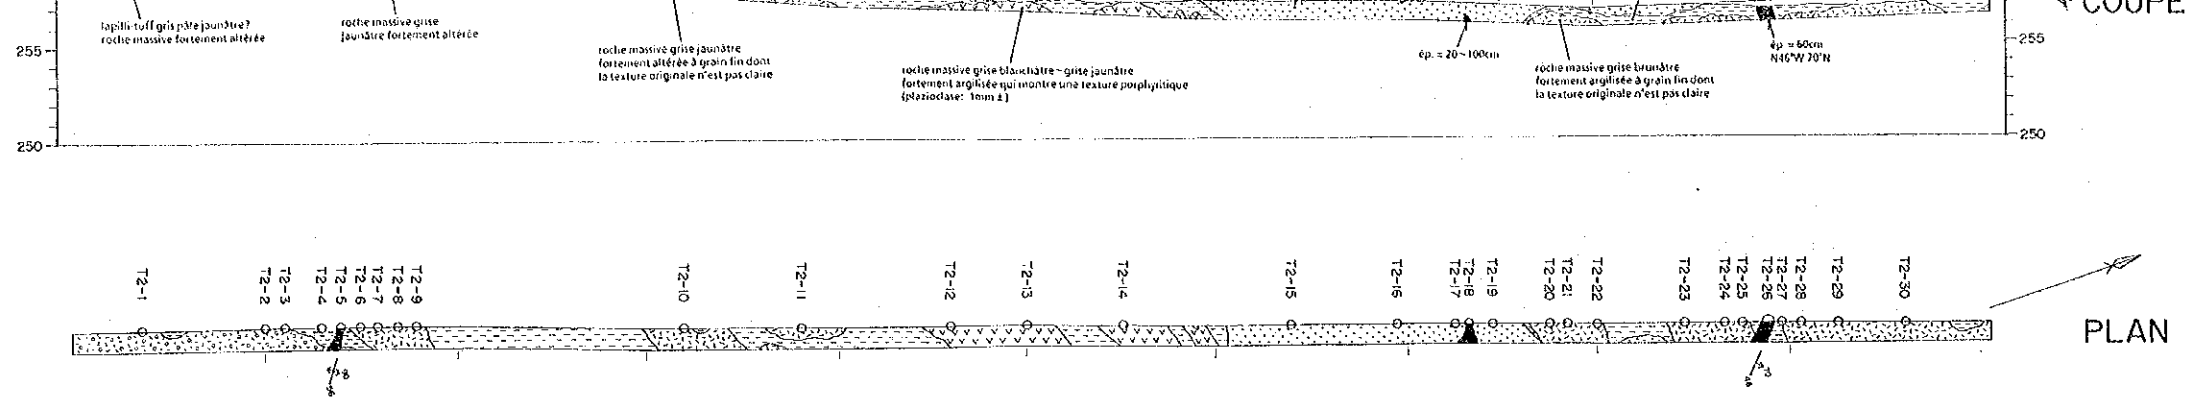 COUPE
lapilli-tuff gris pâle jaunâtre?
roche massive fortement altérée
roche massive grise
jaunâtre fortement altérée
roche massive grise jaunâtre
fortement altérée à grain fin dont
la texture originale n'est pas claire
roche massive grise blanchâtre ~ grise jaunâtre
fortement argilisée qui montre une texture porphyritique
(plazioclase: 1mm ±)
ép. = 20 ~ 100cm
roche massive grise brunâtre
fortement argilisée à grain fin dont
la texture originale n'est pas claire
ép = 60cm
N46°W 70°N
255
255
250
250
T2-1
T2-2
T2-3
T2-4
T2-5
T2-6
T2-7
T2-8
T2-9
T2-10
T2-11
T2-12
T2-13
T2-14
T2-15
T2-16
T2-17
T2-18
T2-19
T2-20
T2-21
T2-22
T2-23
T2-24
T2-25
T2-26
T2-27
T2-28
T2-29
T2-30
PLAN